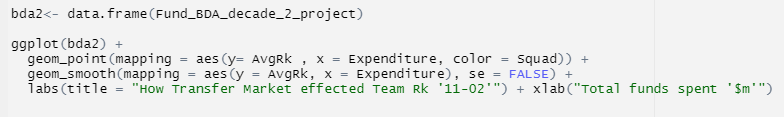 bda2<- data.frame(Fund_BDA_decade_2_project)
ggplot(bda2) +
geom_point(mapping = aes(y= AvgRk , x = Expenditure, color = Squad)) +
geom_smooth(mapping = aes(y = AvgRk, x = Expenditure), se = FALSE) +
labs(title = "How Transfer Market effected Team Rk '11-02'") + xlab("Total funds spent '$m'")